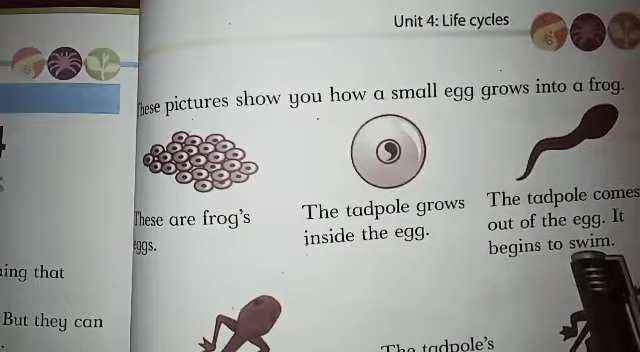 Unit 4: Life cycles
These pictures show you how a small egg grows into a frog.
These are frog's
eggs.
The tadpole grows
inside the egg.
The tadpole comes
out of the egg. It
begins to swim.
ing that
But they can
The tadpole's